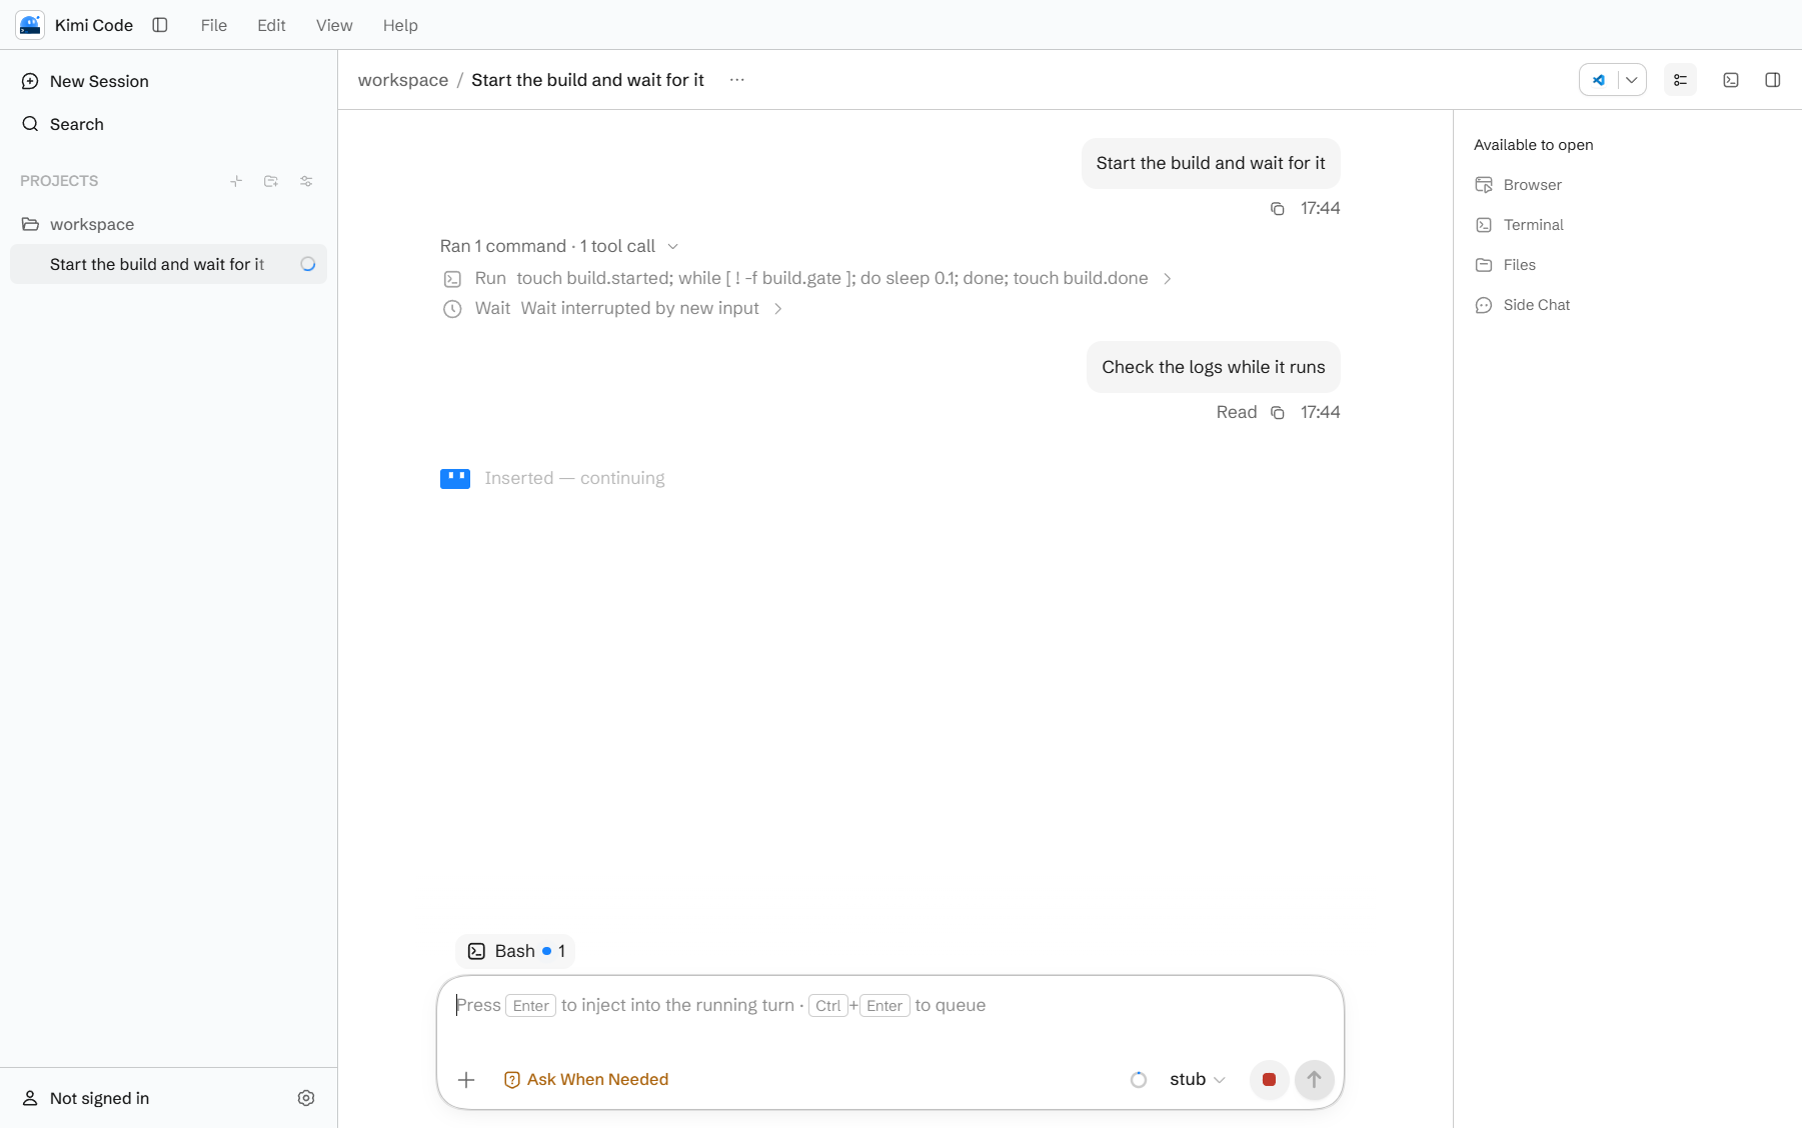 Kimi Code File Edit View Help
New Session
Search
PROJECTS
workspace
Start the build and wait for it
Not signed in
workspace / Start the build and wait for it ···
Start the build and wait for it
17:44
Ran 1 command · 1 tool call
Run touch build.started; while [ ! -f build.gate ]; do sleep 0.1; done; touch build.done
Wait Wait interrupted by new input
Check the logs while it runs
Read 17:44
Inserted — continuing
Bash 1
Press Enter to inject into the running turn · Ctrl+Enter to queue
Ask When Needed stub
Available to open
Browser
Terminal
Files
Side Chat